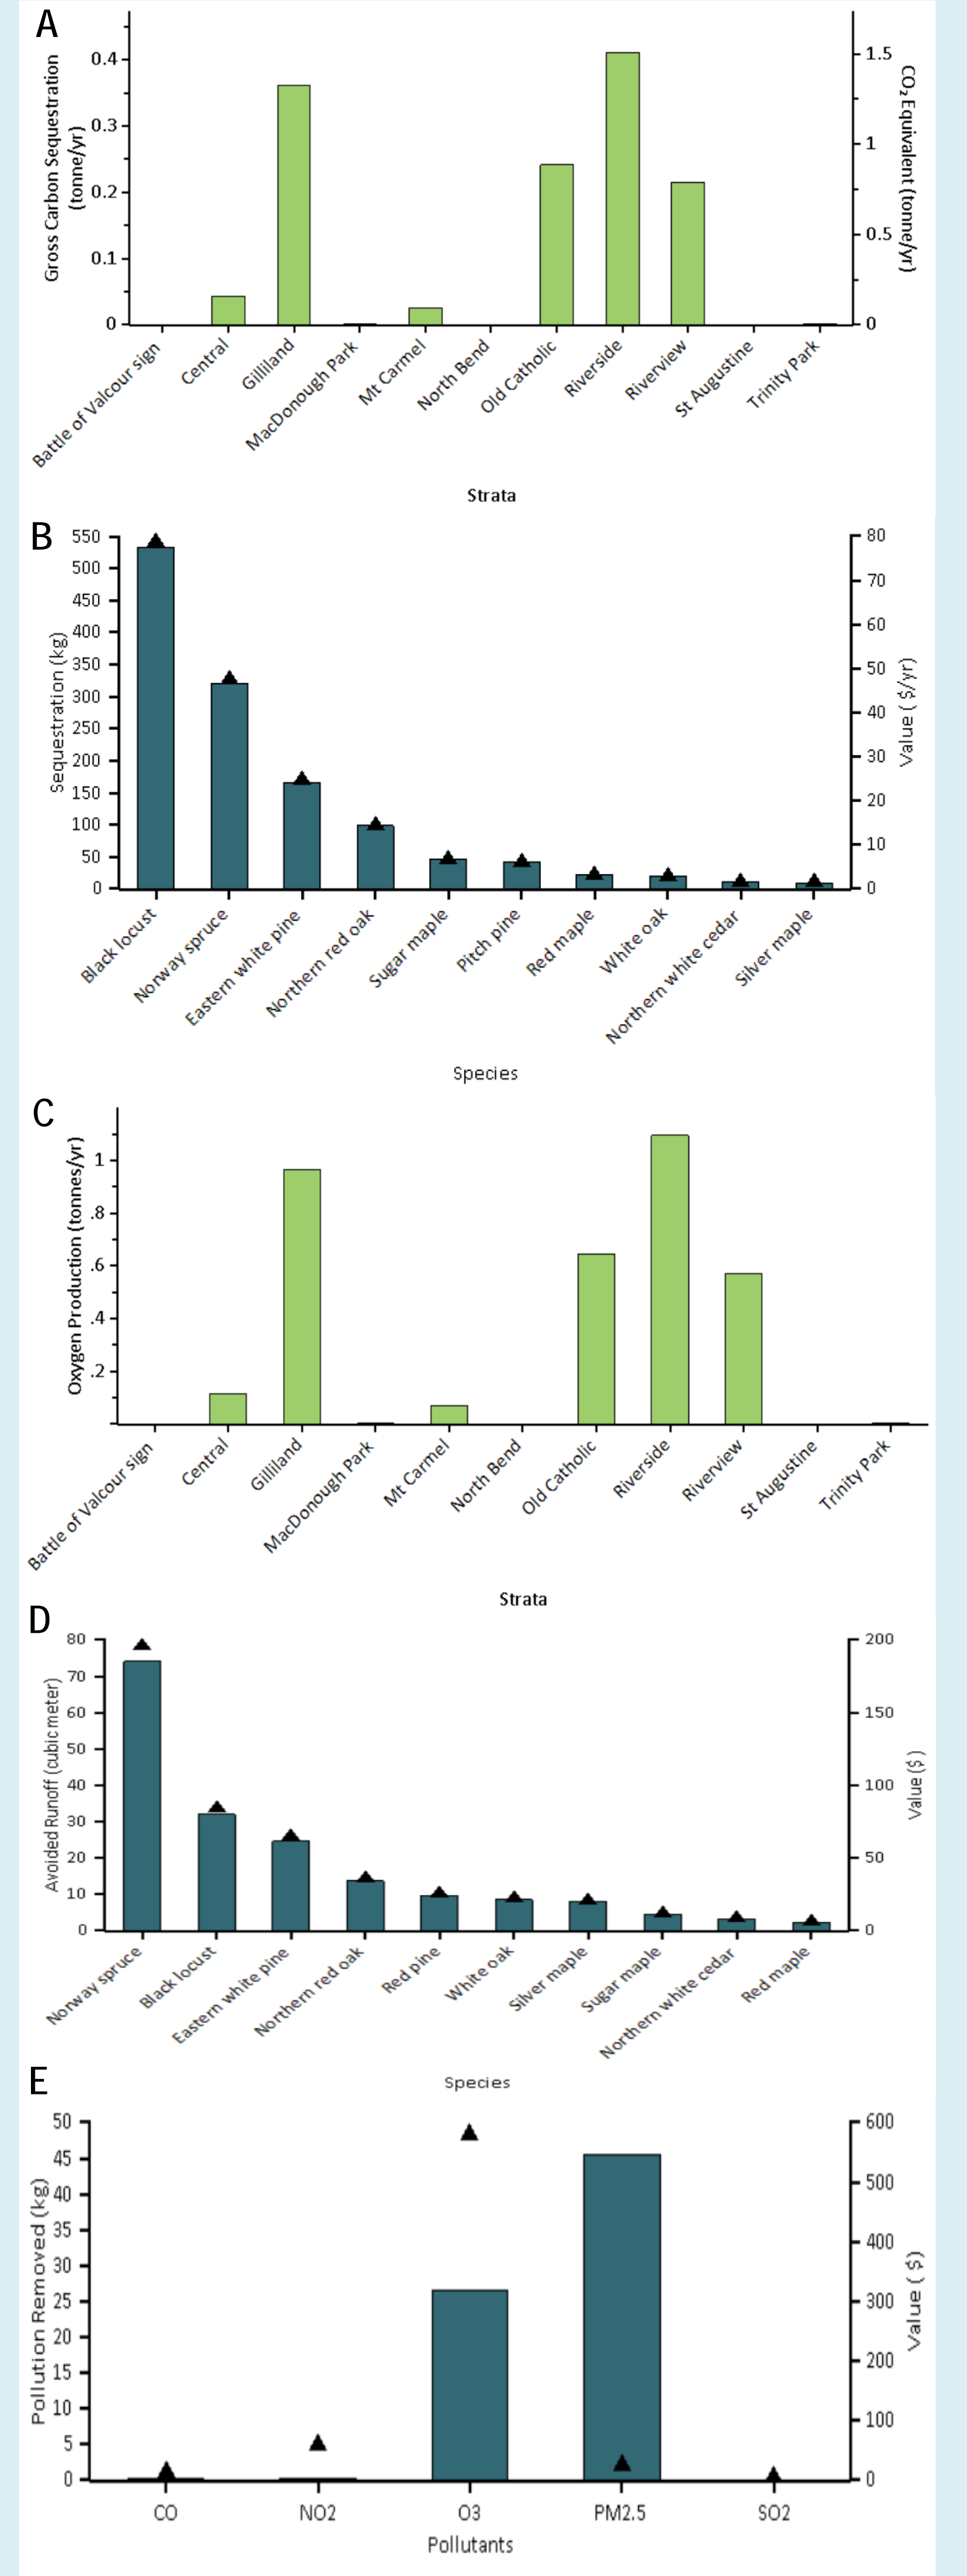 A
Gross Carbon Sequestration
(tonne/yr)
0.4
0.3
0.2
0.1
0
CO₂ Equivalent (tonne/yr)
1.5
1
0.5
0
Battle of Valcour sign
Central
Gilliland
MacDonough Park
Mt Carmel
North Bend
Old Catholic
Riverside
Riverview
St Augustine
Trinity Park
Strata
B
Sequestration (kg)
550
500
450
400
350
300
250
200
150
100
50
0
Value ( $/yr)
80
70
60
50
40
30
20
10
0
Black locust
Norway spruce
Eastern white pine
Northern red oak
Sugar maple
Pitch pine
Red maple
White oak
Northern white cedar
Silver maple
Species
C
Oxygen Production (tonnes/yr)
1
.8
.6
.4
.2
Battle of Valcour sign
Central
Gilliland
MacDonough Park
Mt Carmel
North Bend
Old Catholic
Riverside
Riverview
St Augustine
Trinity Park
Strata
D
Avoided Runoff (cubic meter)
80
70
60
50
40
30
20
10
0
Value ($)
200
150
100
50
0
Norway spruce
Black locust
Eastern white pine
Northern red oak
Red pine
White oak
Silver maple
Sugar maple
Northern white cedar
Red maple
Species
E
Pollution Removed (kg)
50
45
40
35
30
25
20
15
10
5
0
Value ( $)
600
500
400
300
200
100
0
CO
NO2
O3
PM2.5
SO2
Pollutants